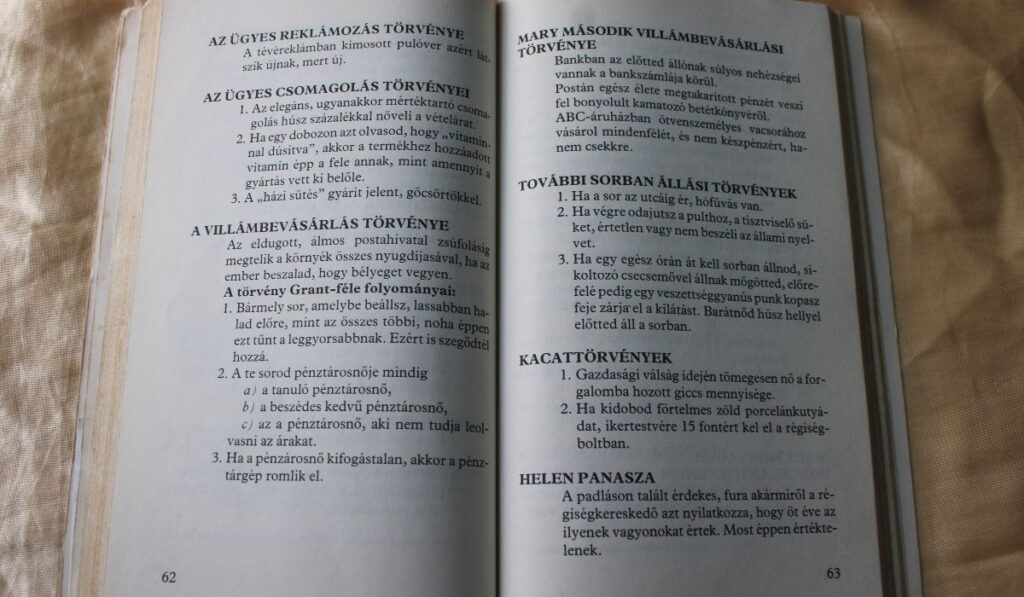 AZ ÜGYES REKLÁMOZÁS TÖRVÉNYE
A tévéreklámban kimosott pulóver azért lát-
szik újnak, mert új.
AZ ÜGYES CSOMAGOLÁS TÖRVÉNYEI
1. Az elegáns, ugyanakkor mértéktartó csoma-
golás húsz százalékkal növeli a vételárat.
2. Ha egy dobozon azt olvasod, hogy „vitamin-
nal dúsítva”, akkor a termékhez hozzáadott
vitamin épp a fele annak, mint amennyit a
gyártás vett ki belőle.
3. A „házi sütés” gyárit jelent, göcsörtökkel.
A VILLÁMBEVÁSÁRLÁS TÖRVÉNYE
Az eldugott, álmos postahivatal zsúfolásig
megtelik a környék összes nyugdíjasával, ha az
ember beszalad, hogy bélyeget vegyen.
A törvény Grant-féle folyományai:
1. Bármely sor, amelybe beállsz, lassabban ha-
lad előre, mint az összes többi, noha éppen
ezt tűnt a leggyorsabbnak. Ezért is szegődtél
hozzá.
2. A te sorod pénztárosnője mindig
a) a tanuló pénztárosnő,
b) a beszédes kedvű pénztárosnő,
c) az a pénztárosnő, aki nem tudja leol-
vasni az árakat.
3. Ha a pénzárosnő kifogástalan, akkor a pénz-
tárgép romlik el.
62
MARY MÁSODIK VILLÁMBEVÁSÁRLÁSI
TÖRVÉNYE
Bankban az előtted állónak súlyos nehézségei
vannak a bankszámlája körül.
Postán egész élete megtakarított pénzét veszi
fel bonyolult kamatozó betétkönyvéről.
ABC-áruházban ötvenszemélyes vacsorához
vásárol mindenfélét, és nem készpénzért, ha-
nem csekkre.
TOVÁBBI SORBAN ÁLLÁSI TÖRVÉNYEK
1. Ha a sor az utcáig ér, hófúvás van.
2. Ha végre odajutsz a pulthoz, a tisztviselő sü-
ket, értetlen vagy nem beszéli az állami nyel-
vet.
3. Ha egy egész órán át kell sorban állnod, si-
koltozó csecsemővel állnak mögötted, előre-
felé pedig egy veszettséggyanús punk kopasz
feje zárja el a kilátást. Barátnőd húsz hellyel
előtted áll a sorban.
KACATTÖRVÉNYEK
1. Gazdasági válság idején tömegesen nő a for-
galomba hozott giccs mennyisége.
2. Ha kidobod förtelmes zöld porcelánkutyá-
dat, ikertestvére 15 fontért kel el a régiség-
boltban.
HELEN PANASZA
A padláson talált érdekes, fura akármiről a ré-
giségkereskedő azt nyilatkozza, hogy öt éve az
ilyenek vagyonokat értek. Most éppen értékte-
lenek.
63